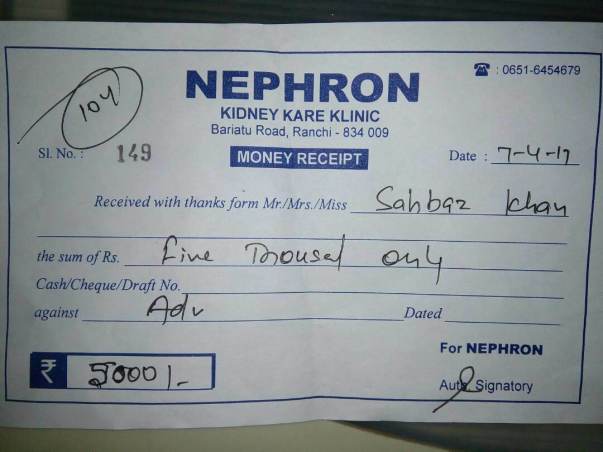 104
☎ : 0651-6454679
NEPHRON
KIDNEY KARE KLINIC
Bariatu Road, Ranchi - 834 009
Sl. No. : 149 MONEY RECEIPT Date : 7-4-17
Received with thanks form Mr./Mrs./Miss Sahbaz Khan
the sum of Rs. Five Thousad only
Cash/Cheque/Draft No.
against Adv Dated
For NEPHRON
₹ 5000/-
Auth Signatory